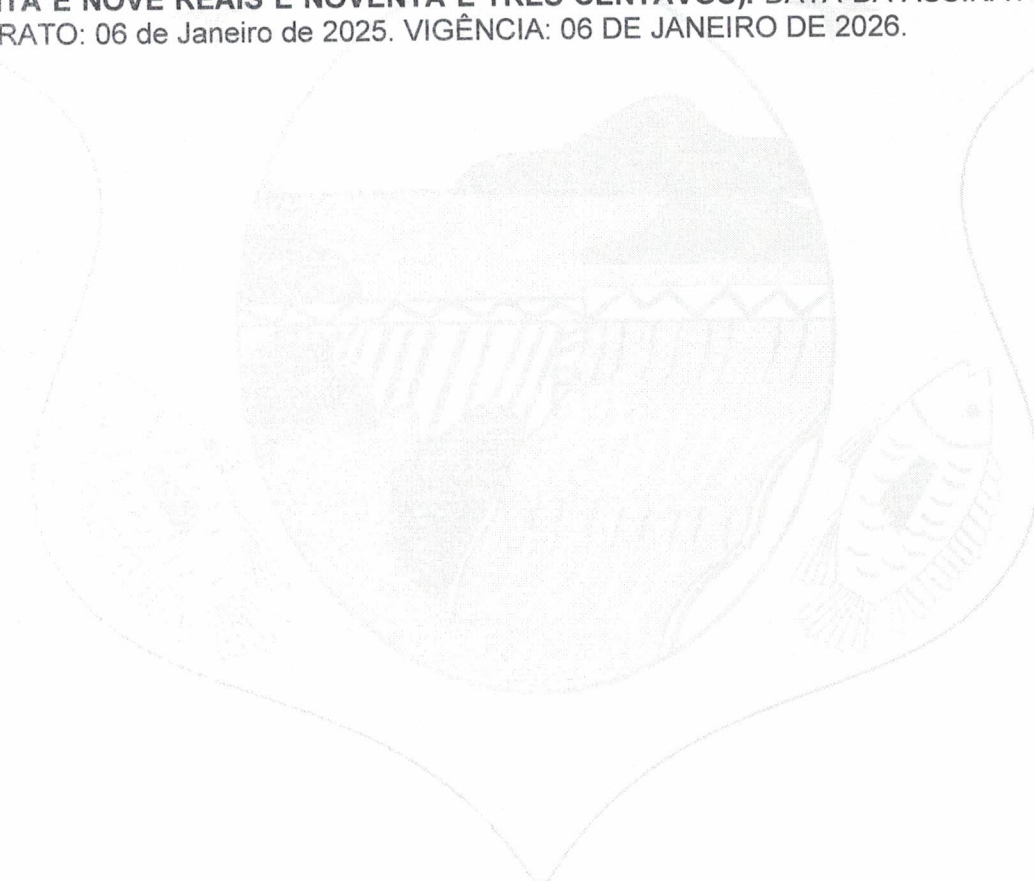 E NOVE REAIS E NOVENTA E TRÊS CENTAVOS). DATA DA
RATO: 06 de Janeiro de 2025. VIGÊNCIA: 06 DE JANEIRO DE 2026.